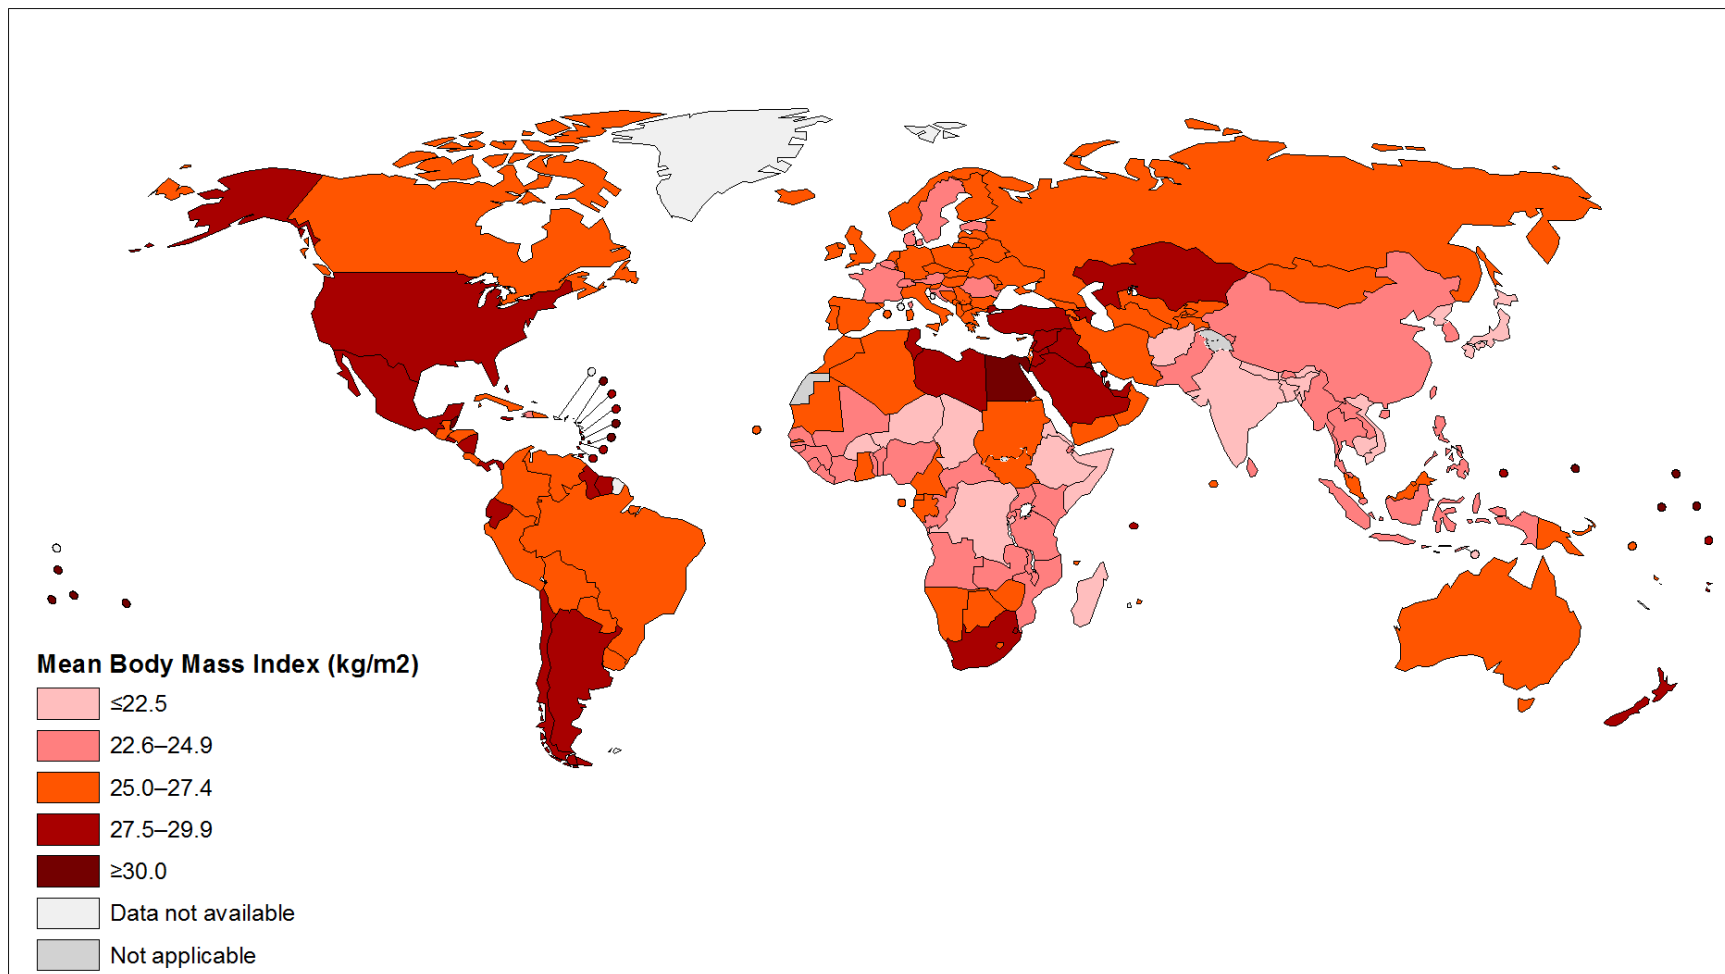 Mean Body Mass Index (kg/m2)
≤22.5
22.6–24.9
25.0–27.4
27.5–29.9
≥30.0
Data not available
Not applicable